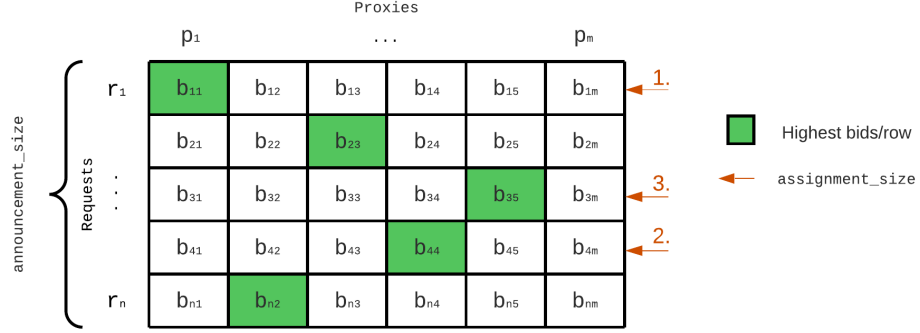 Proxies
p₁ ... pₘ
r₁ b₁₁ b₁₂ b₁₃ b₁₄ b₁₅ b₁ₘ 1.
b₂₁ b₂₂ b₂₃ b₂₄ b₂₅ b₂ₘ
. . . b₃₁ b₃₂ b₃₃ b₃₄ b₃₅ b₃ₘ 3.
b₄₁ b₄₂ b₄₃ b₄₄ b₄₅ b₄ₘ 2.
rₙ bₙ₁ bₙ₂ bₙ₃ bₙ₄ bₙ₅ bₙₘ
announcement_size
Requests
Highest bids/row
assignment_size